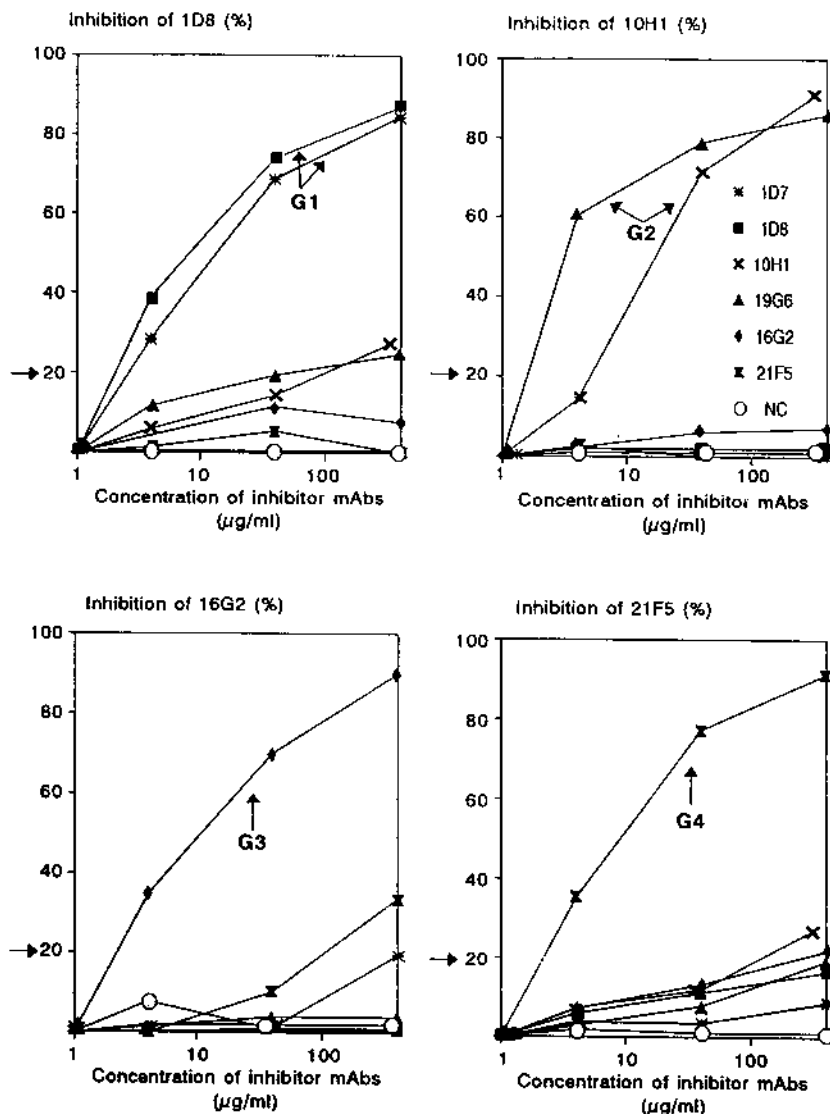 Inhibition of 1D8 (%)
100
80
60
40
20
G1
1
10
100
Concentration of inhibitor mAbs
(µg/ml)
Inhibition of 10H1 (%)
100
80
60
40
20
G2
1D7
1D8
10H1
19G6
16G2
21F5
NC
1
10
100
Concentration of inhibitor mAbs
(µg/ml)
Inhibition of 16G2 (%)
100
80
60
40
20
G3
1
10
100
Concentration of inhibitor mAbs
(µg/ml)
Inhibition of 21F5 (%)
100
80
60
40
20
G4
1
10
100
Concentration of inhibitor mAbs
(µg/ml)